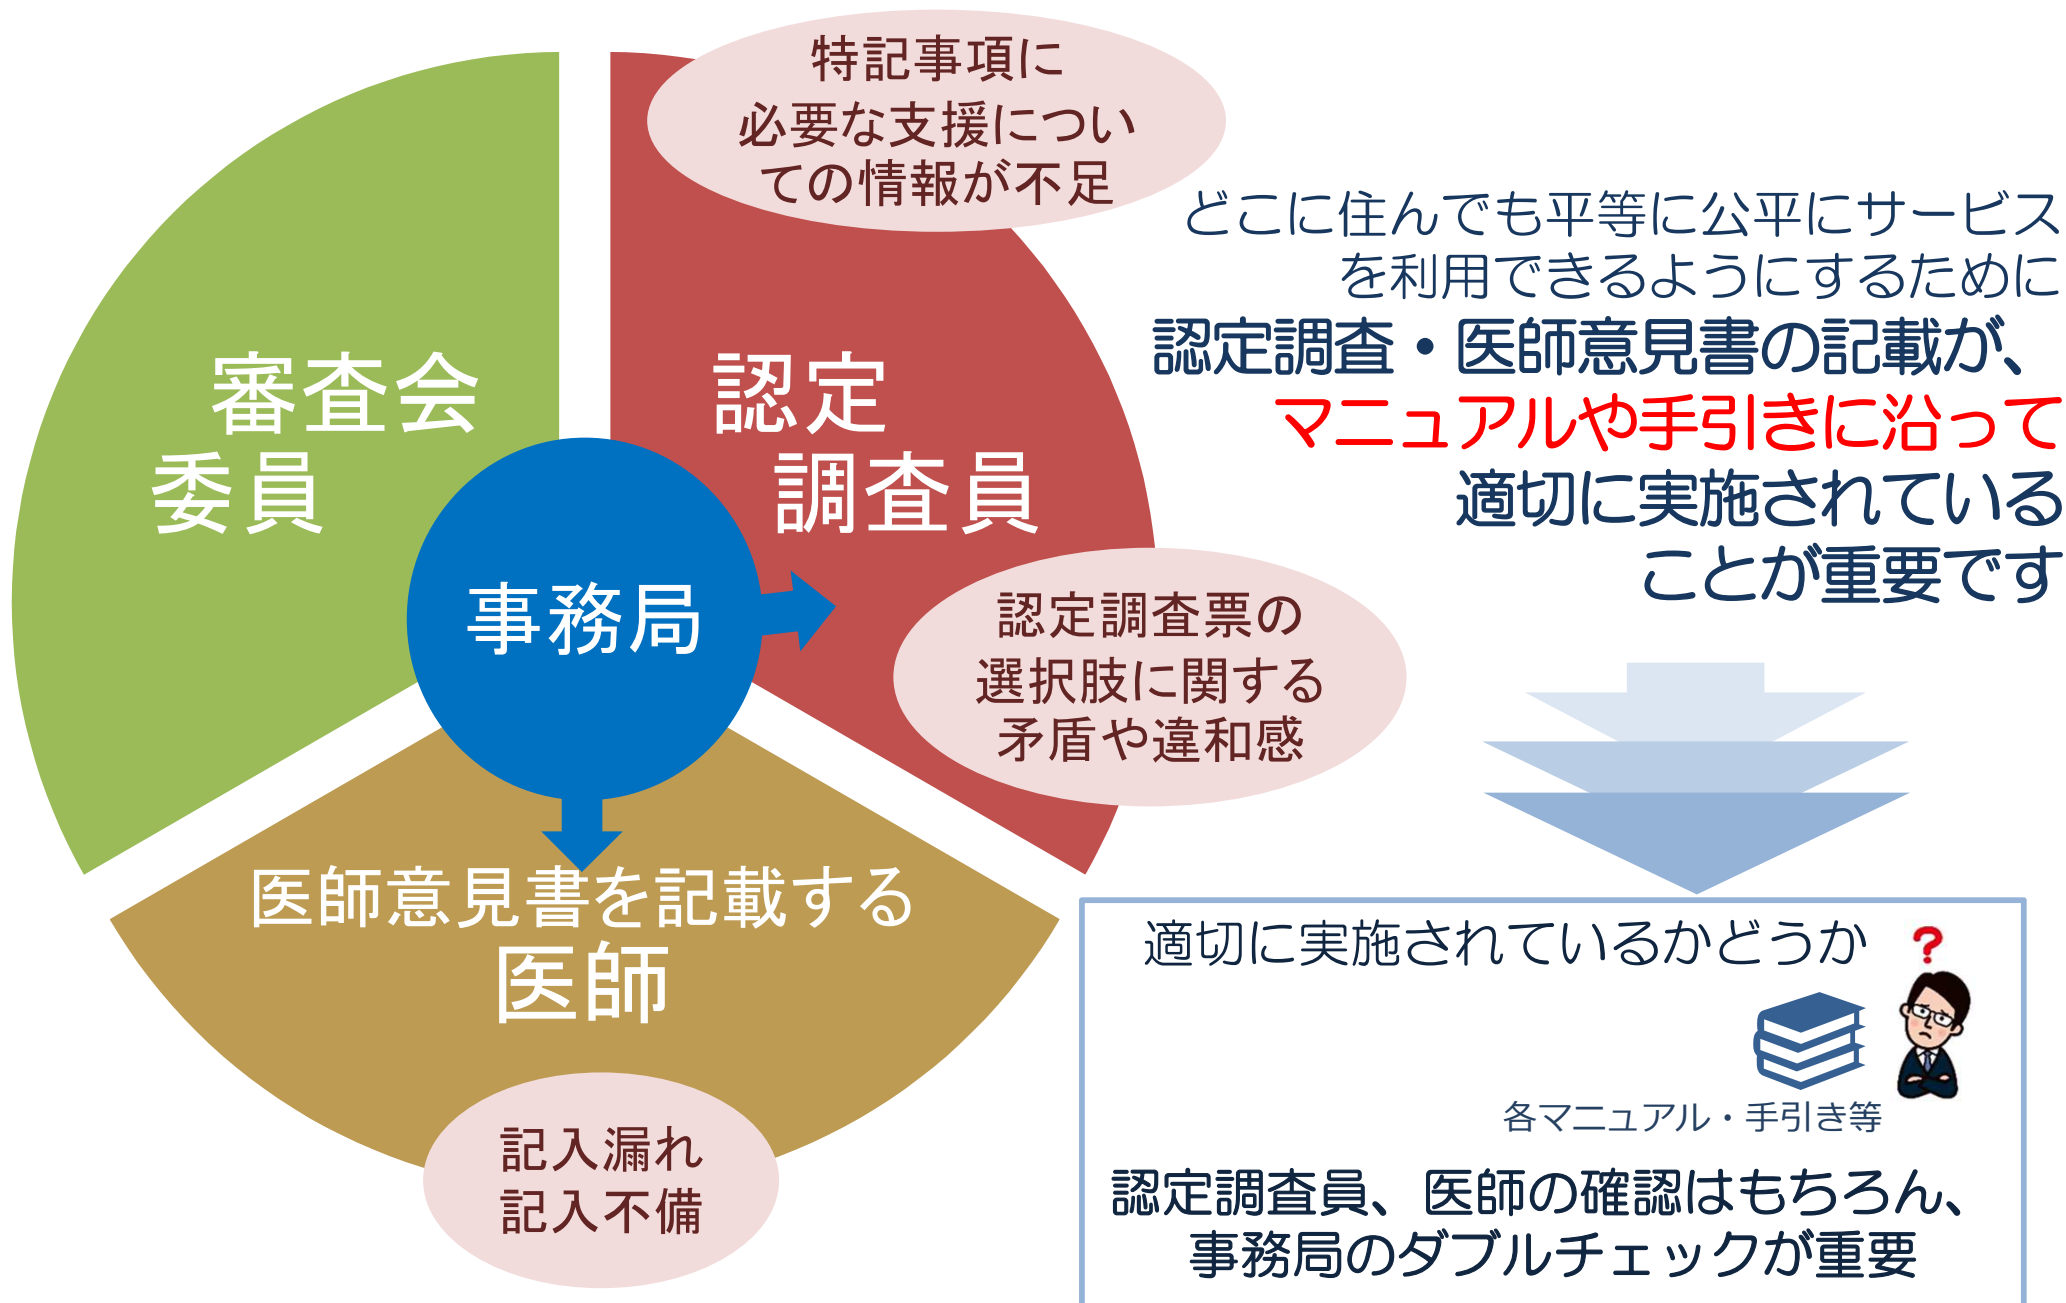 特記事項に
必要な支援につい
ての情報が不足
審査会
委員
認定
調査員
事務局
認定調査票の
選択肢に関する
矛盾や違和感
医師意見書を記載する
医師
記入漏れ
記入不備
どこに住んでも平等に公平にサービス
を利用できるようにするために
認定調査・医師意見書の記載が、
マニュアルや手引きに沿って
適切に実施されている
ことが重要です
適切に実施されているかどうか
?
各マニュアル・手引き等
認定調査員、医師の確認はもちろん、
事務局のダブルチェックが重要